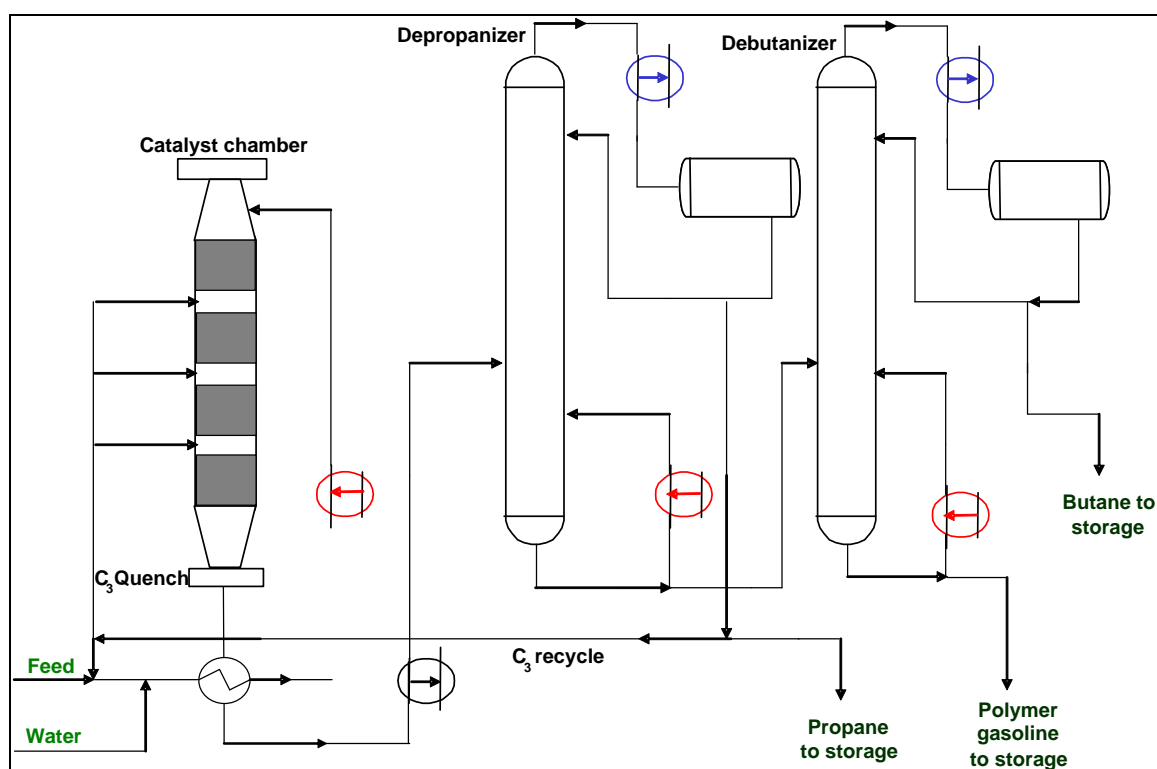 Depropanizer
Debutanizer
Catalyst chamber
C3 Quench
Butane to
storage
Feed
C3 recycle
Water
Propane
to storage
Polymer
gasoline
to storage